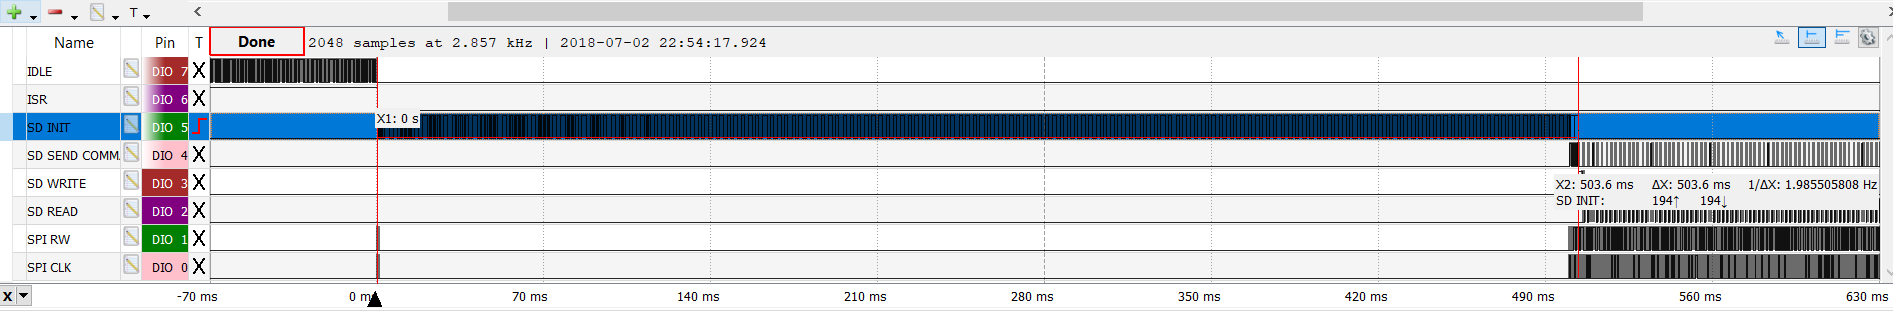 T
Name Pin T Done 2048 samples at 2.857 kHz | 2018-07-02 22:54:17.924
IDLE DIO 7 X
ISR DIO 6 X
X1: 0 s
SD INIT DIO 5
SD SEND COMM DIO 4 X
SD WRITE DIO 3 X
X2: 503.6 ms ΔX: 503.6 ms 1/ΔX: 1.985505808 Hz
SD INIT: 194↑ 194↓
SD READ DIO 2 X
SPI RW DIO 1 X
SPI CLK DIO 0 X
X -70 ms 0 m 70 ms 140 ms 210 ms 280 ms 350 ms 420 ms 490 ms 560 ms 630 ms